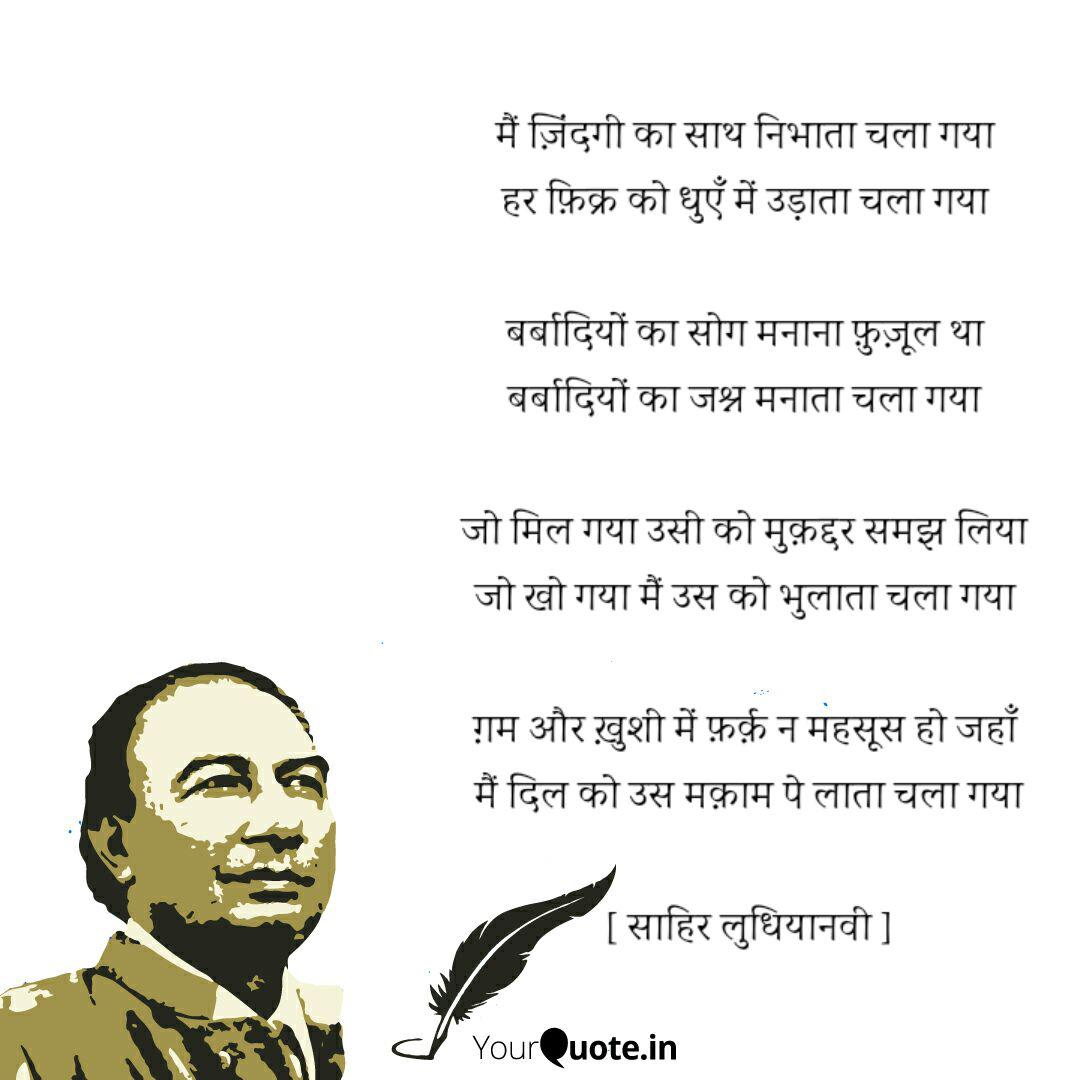 मैं ज़िंदगी का साथ निभाता चला गया
हर फ़िक्र को धुएँ में उड़ाता चला गया
बर्बादियों का सोग मनाना फ़ुज़ूल था
बर्बादियों का जश्न मनाता चला गया
जो मिल गया उसी को मुक़द्दर समझ लिया
जो खो गया मैं उस को भुलाता चला गया
ग़म और ख़ुशी में फ़र्क़ न महसूस हो जहाँ
मैं दिल को उस मक़ाम पे लाता चला गया
[ साहिर लुधियानवी ]
YourQuote.in